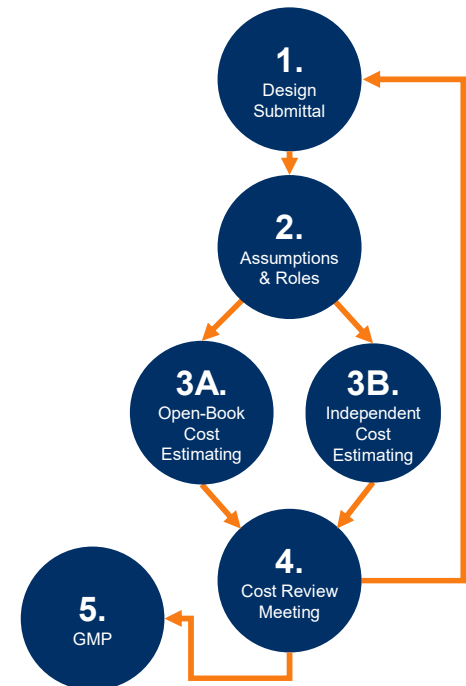 1.
Design
Submittal
2.
Assumptions
& Roles
3A.
Open-Book
Cost
Estimating
3B.
Independent
Cost
Estimating
4.
Cost Review
Meeting
5.
GMP